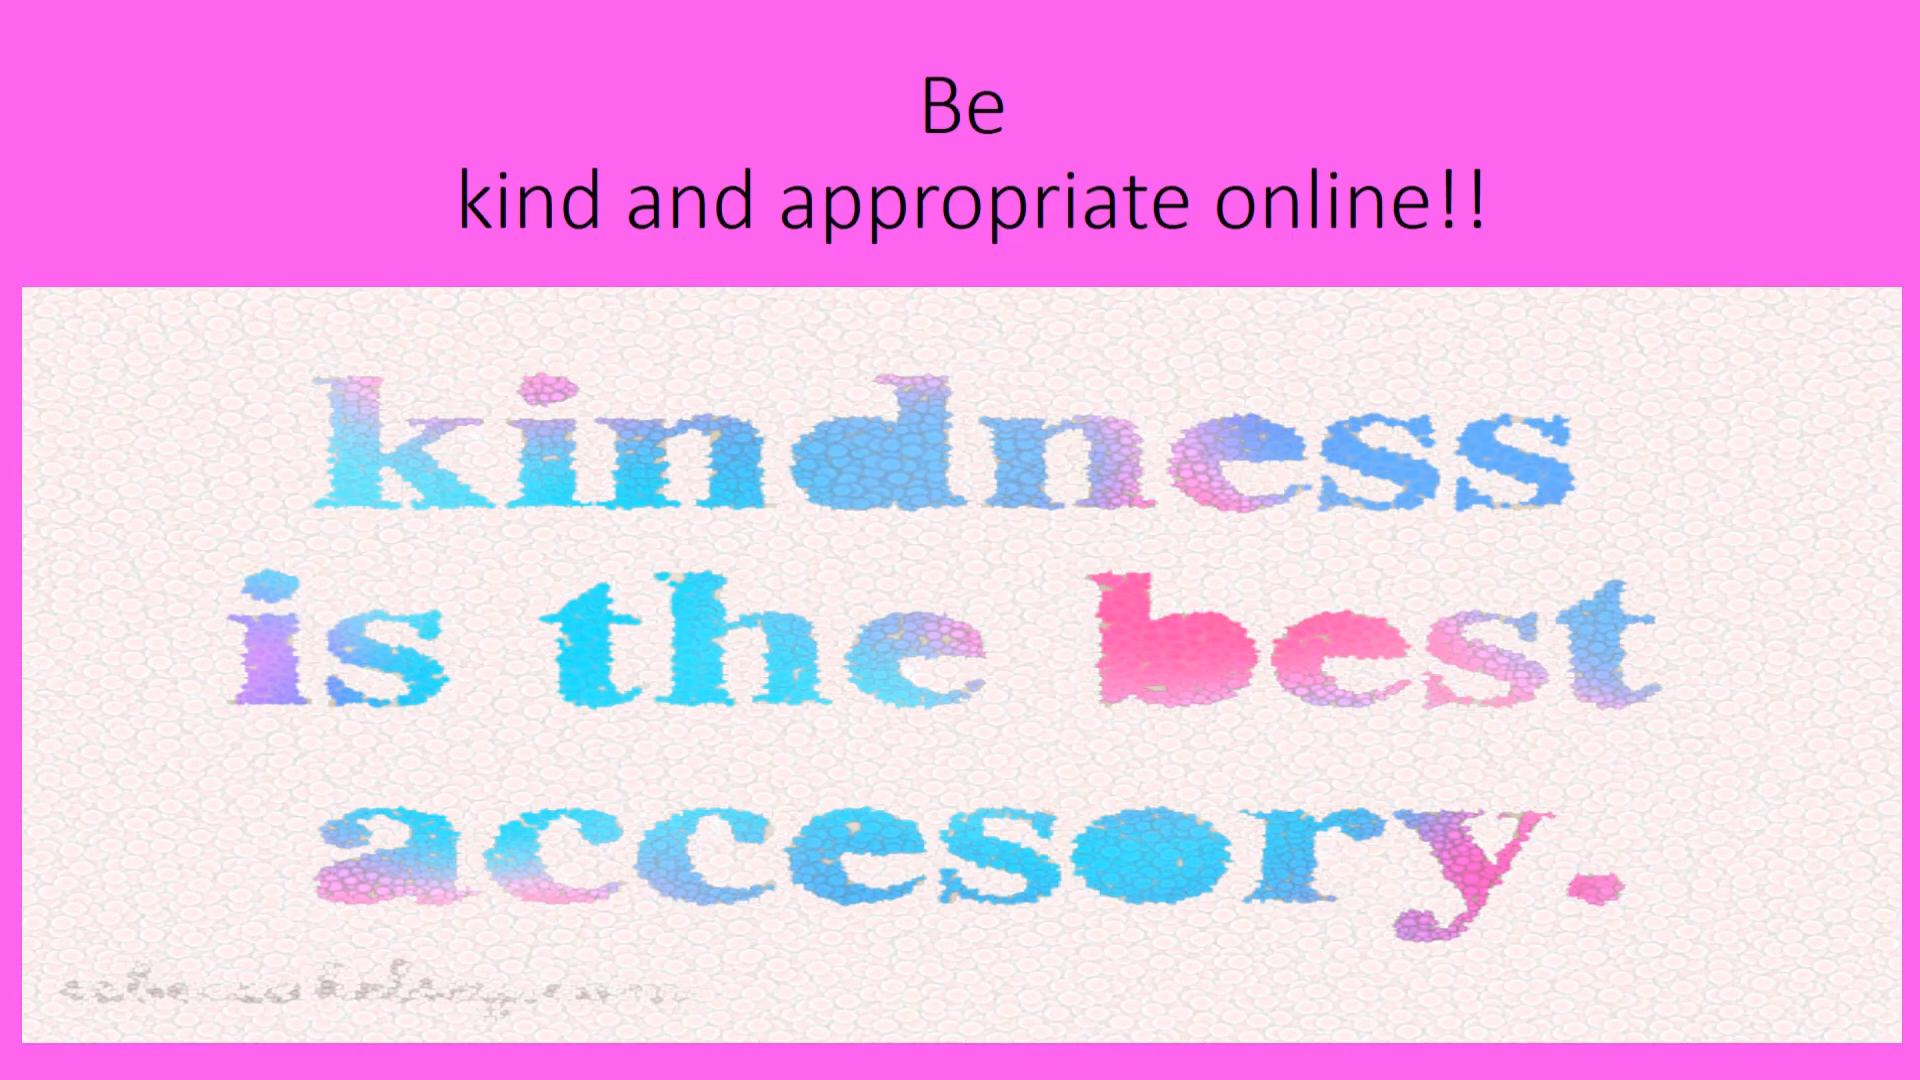 Be
kind and appropriate online!!
kindness
is the best
accesory.